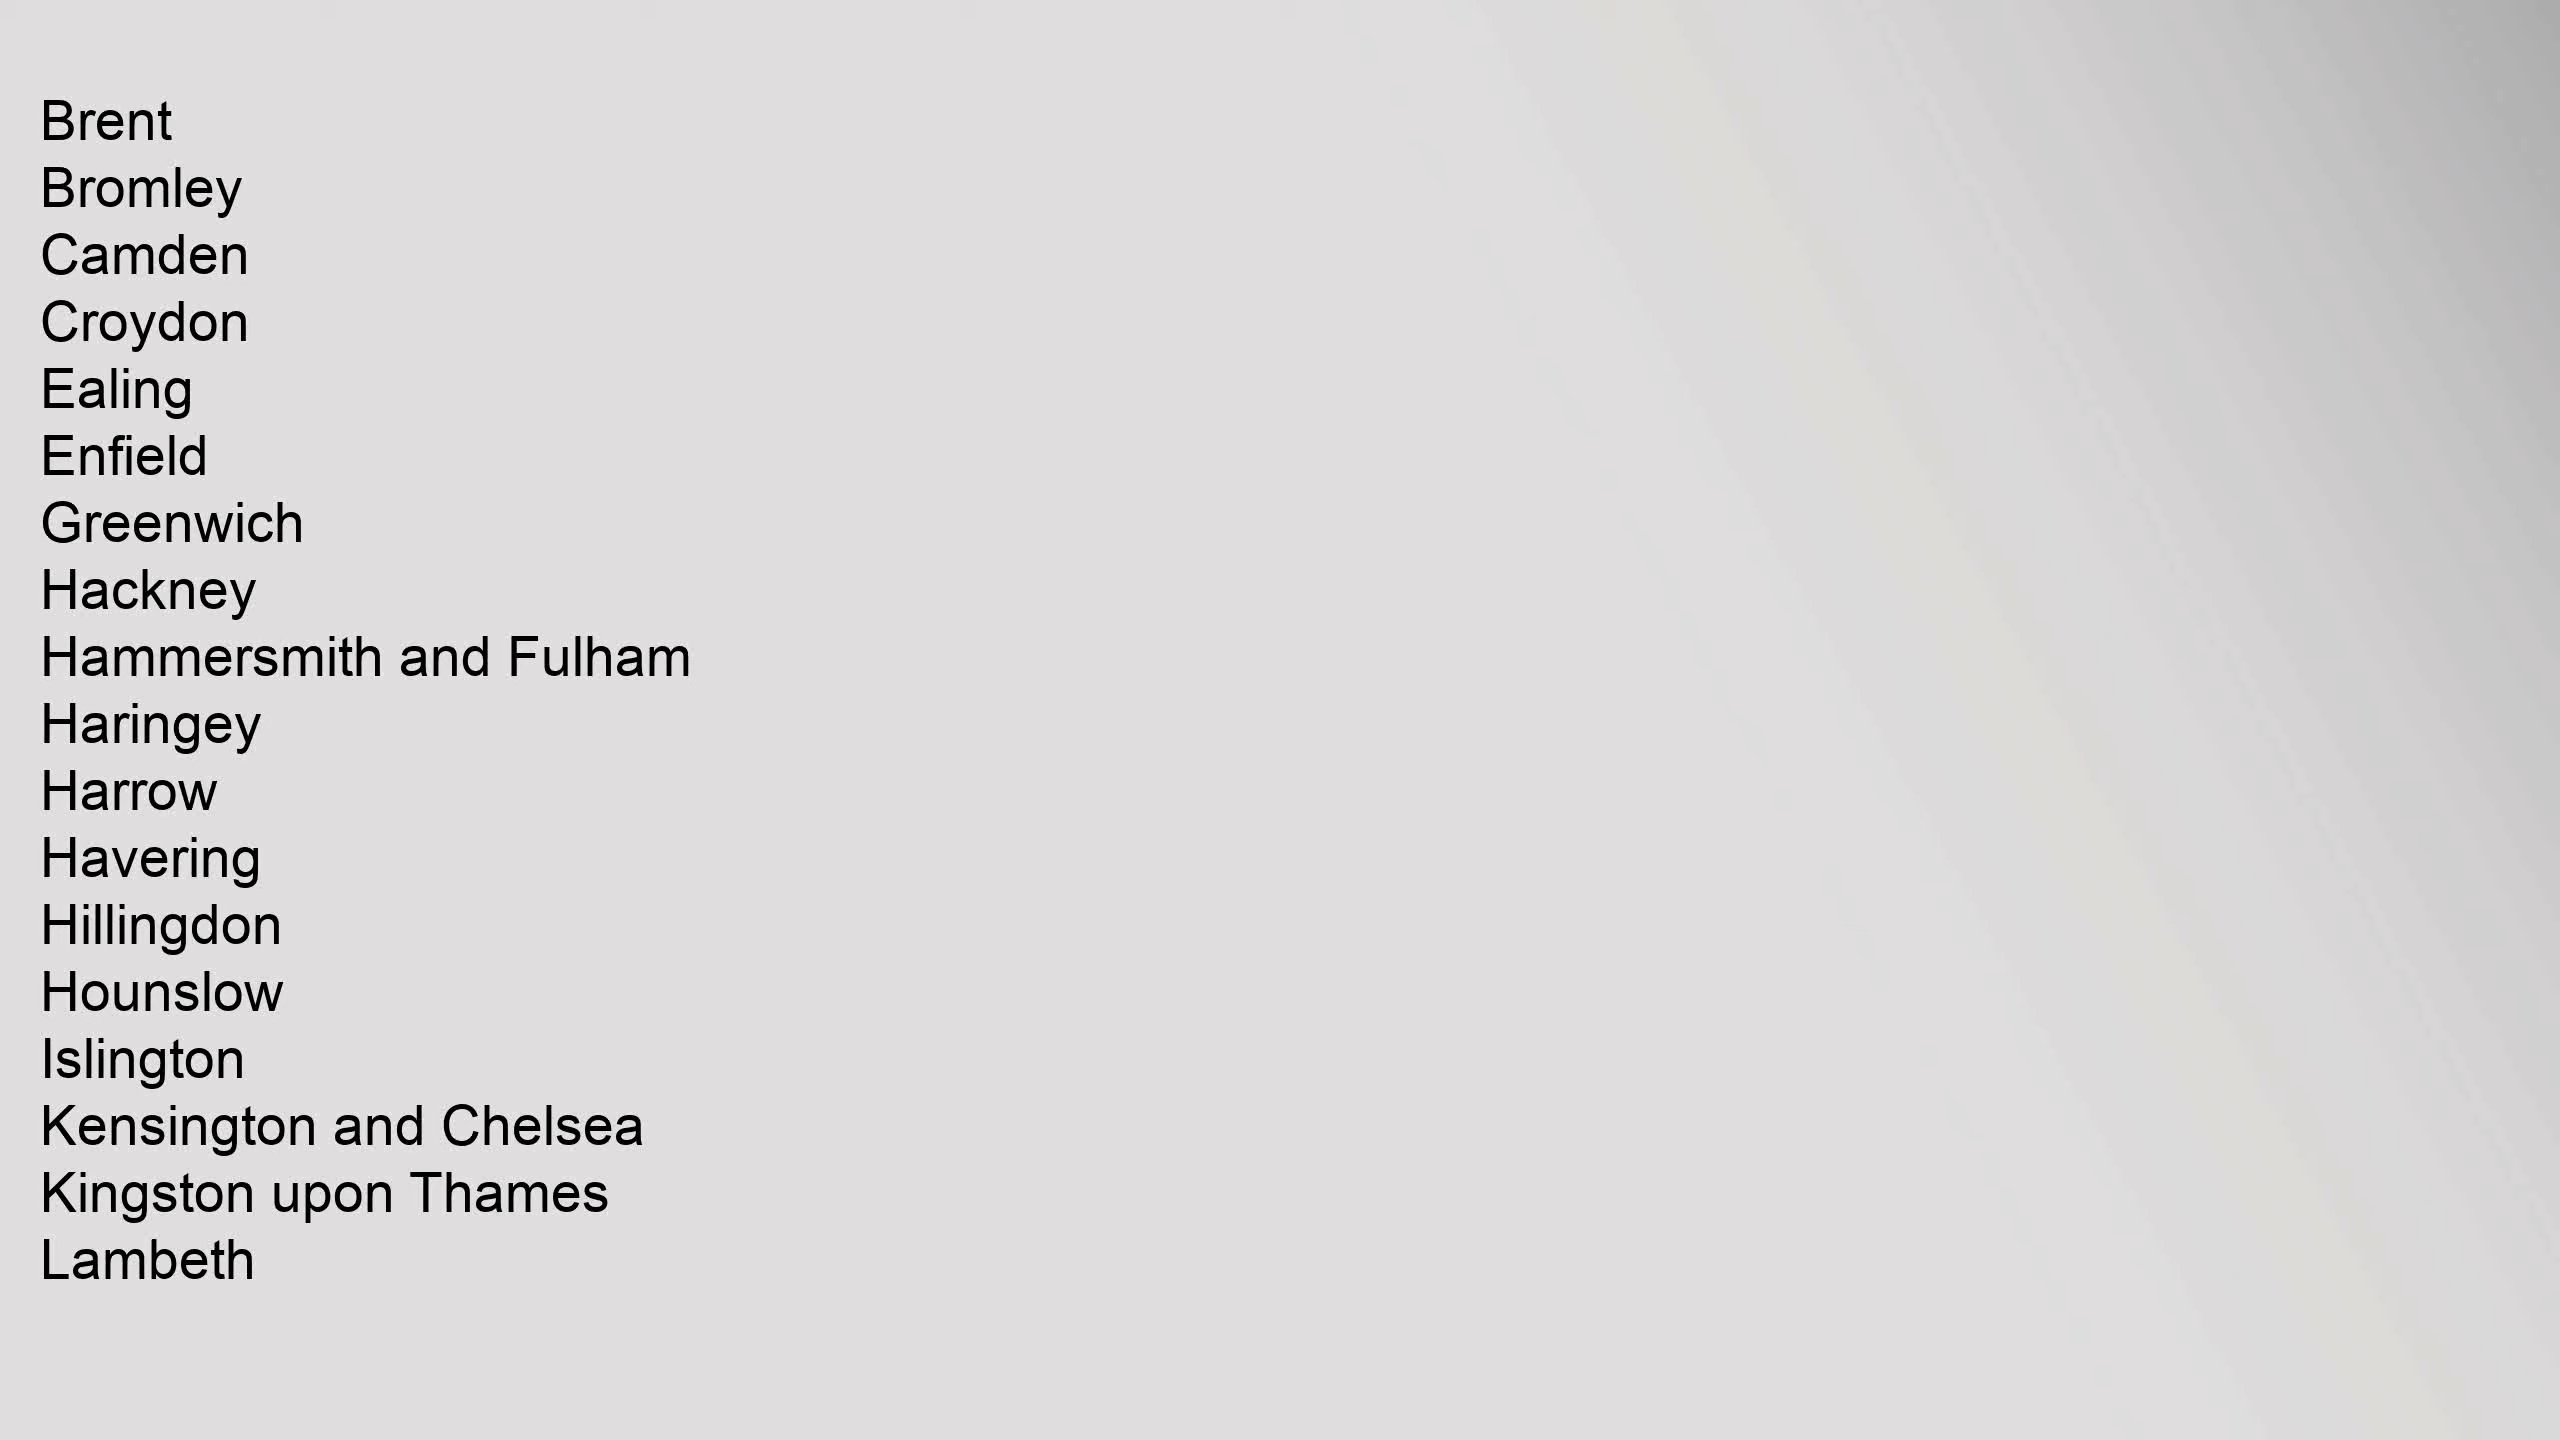 Brent
Bromley
Camden
Croydon
Ealing
Enfield
Greenwich
Hackney
Hammersmith and Fulham
Haringey
Harrow
Havering
Hillingdon
Hounslow
Islington
Kensington and Chelsea
Kingston upon Thames
Lambeth